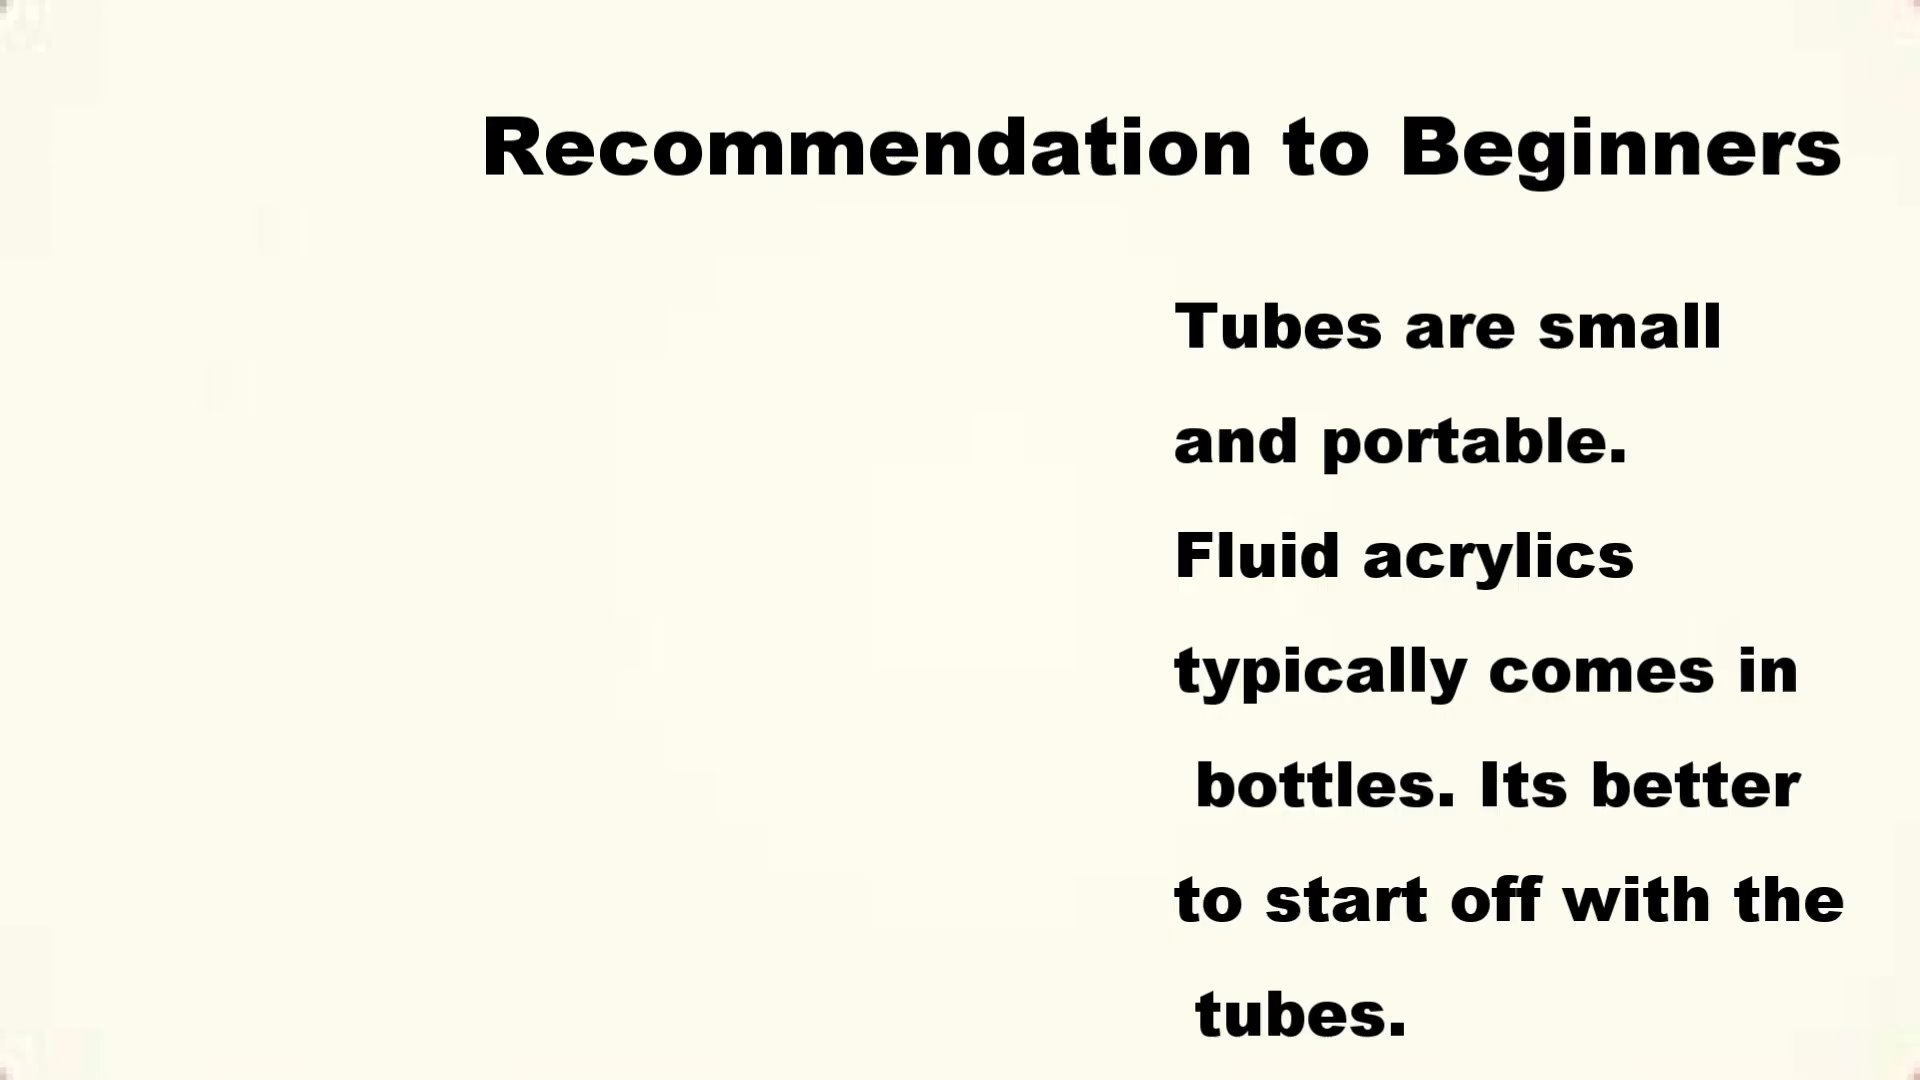 Recommendation to Beginners
Tubes are small
and portable.
Fluid acrylics
typically comes in
bottles. Its better
to start off with the
tubes.